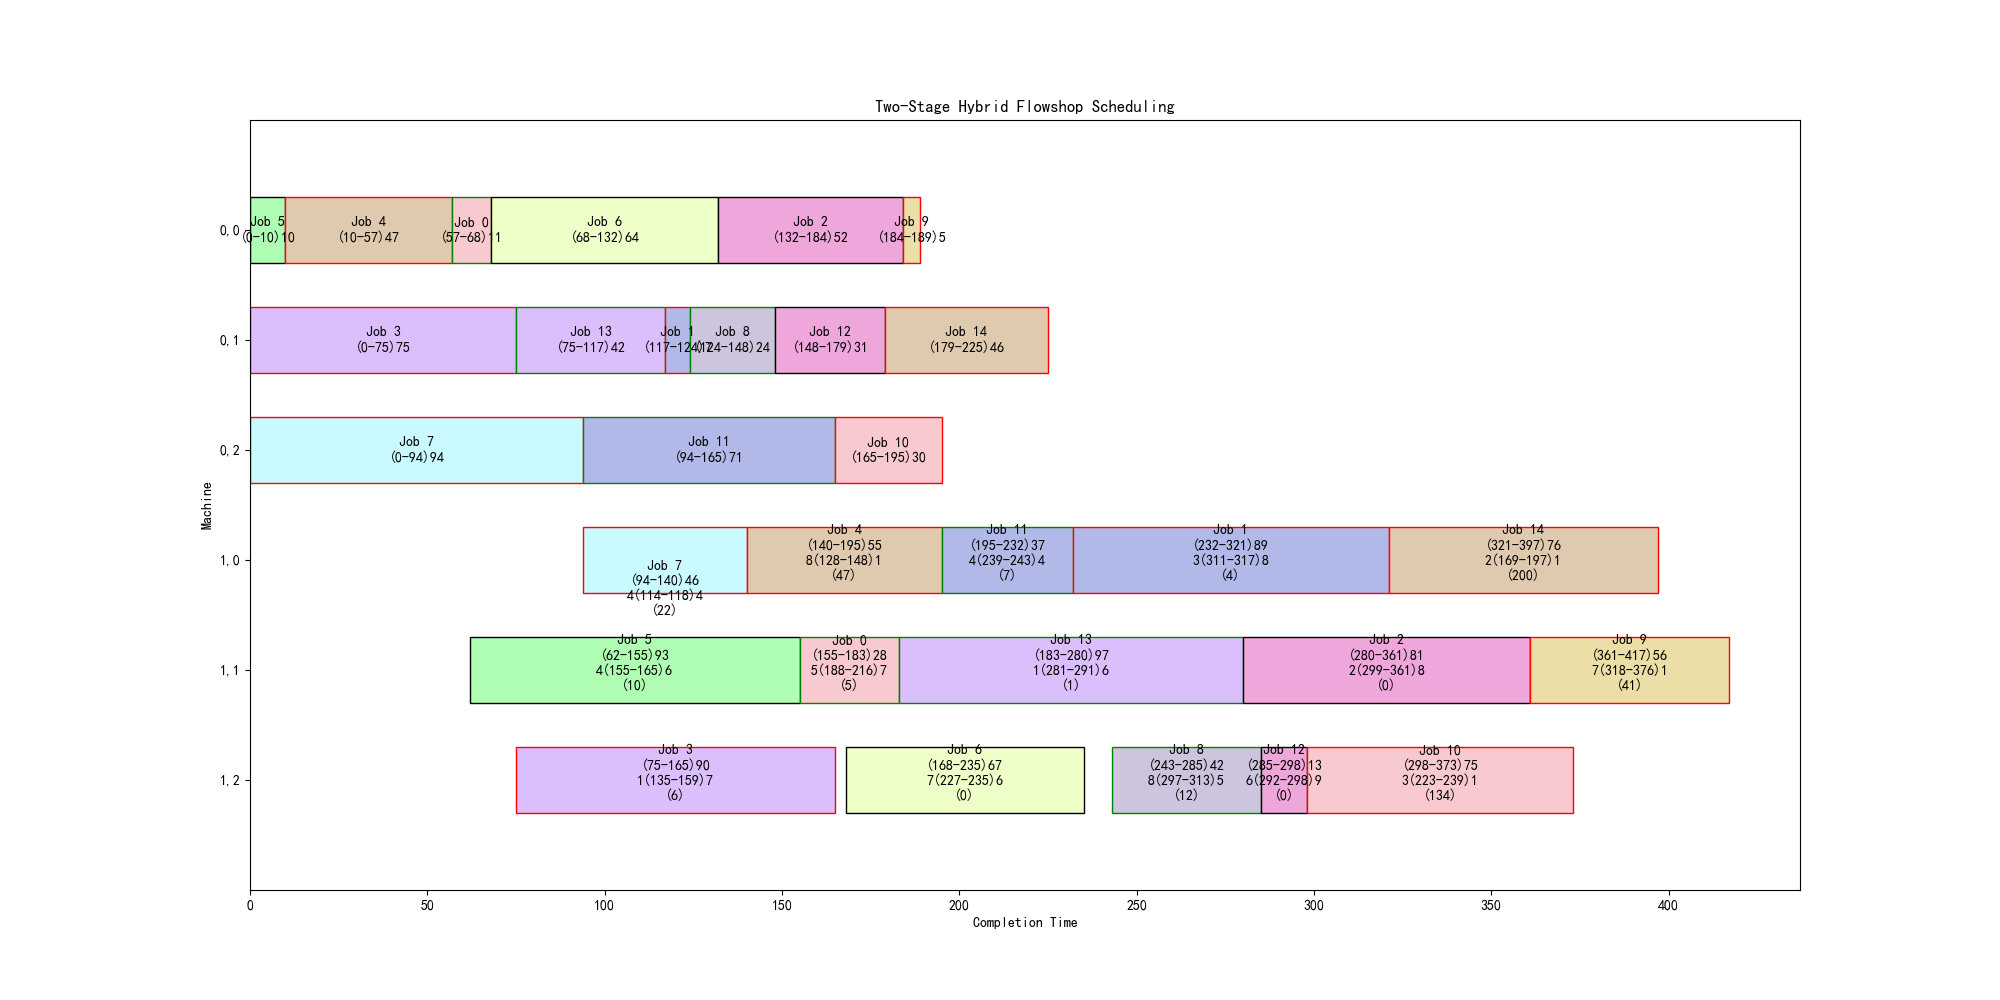 Two-Stage Hybrid Flowshop Scheduling
Machine
0,0
Job 5
(0-10)10
Job 4
(10-57)47
Job 0
(57-68)11
Job 6
(68-132)64
Job 2
(132-184)52
Job 9
(184-189)5
0,1
Job 3
(0-75)75
Job 13
(75-117)42
Job 1
(117-124)7
Job 8
(124-148)24
Job 12
(148-179)31
Job 14
(179-225)46
0,2
Job 7
(0-94)94
Job 11
(94-165)71
Job 10
(165-195)30
1,0
Job 7
(94-140)46
4(114-118)4
(22)
Job 4
(140-195)55
8(128-148)1
(47)
Job 11
(195-232)37
4(239-243)4
(7)
Job 1
(232-321)89
3(311-317)8
(4)
Job 14
(321-397)76
2(169-197)1
(200)
1,1
Job 5
(62-155)93
4(155-165)6
(10)
Job 0
(155-183)28
5(188-216)7
(5)
Job 13
(183-280)97
1(281-291)6
(1)
Job 2
(280-361)81
2(299-361)8
(0)
Job 9
(361-417)56
7(318-376)1
(41)
1,2
Job 3
(75-165)90
1(135-159)7
(6)
Job 6
(168-235)67
7(227-235)6
(0)
Job 8
(243-285)42
8(297-313)5
(12)
Job 12
(285-298)13
6(292-298)9
(0)
Job 10
(298-373)75
3(223-239)1
(134)
0
50
100
150
200
250
300
350
400
Completion Time